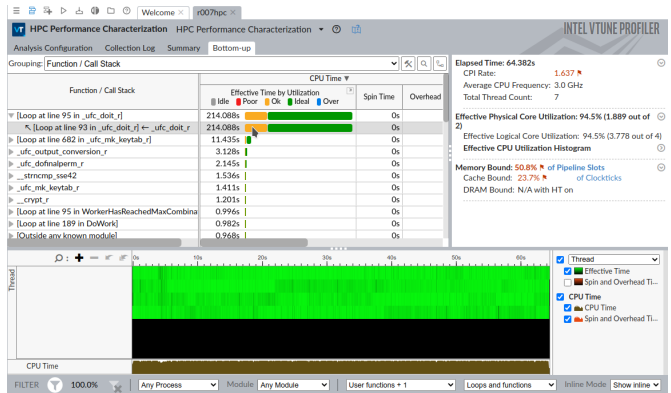 Welcome × r007hpc ×
HPC Performance Characterization HPC Performance Characterization
INTEL VTUNE PROFILER
Analysis Configuration Collection Log Summary Bottom-up
Grouping: Function / Call Stack
Function / Call Stack
CPU Time ▼
Effective Time by Utilization
Idle Poor Ok Ideal Over
Spin Time Overhead
[Loop at line 95 in _ufc_doit_r] 214.088s 0s
[Loop at line 93 in _ufc_doit_r] ← _ufc_doit_r 214.088s 0s
[Loop at line 682 in _ufc_mk_keytab_r] 11.435s 0s
_ufc_output_conversion_r 3.128s 0s
_ufc_dofinalperm_r 2.145s 0s
__strncmp_sse42 1.536s 0s
_ufc_mk_keytab_r 1.411s 0s
__crypt_r 1.201s 0s
[Loop at line 95 in WorkerHasReachedMaxCombina 0.996s 0s
[Loop at line 189 in DoWork] 0.982s 0s
[Outside any known module] 0.968s 0s
Elapsed Time: 64.382s
CPI Rate: 1.637
Average CPU Frequency: 3.0 GHz
Total Thread Count: 7
Effective Physical Core Utilization: 94.5% (1.889 out of
2)
Effective Logical Core Utilization: 94.5% (3.778 out of 4)
Effective CPU Utilization Histogram
Memory Bound: 50.8% of Pipeline Slots
Cache Bound: 23.7% of Clockticks
DRAM Bound: N/A with HT on
0s 10s 20s 30s 40s 50s 60s
Thread
CPU Time
Thread
Effective Time
Spin and Overhead Ti...
CPU Time
CPU Time
Spin and Overhead Ti...
FILTER 100.0% Any Process Module Any Module User functions + 1 Loops and functions Inline Mode Show inline